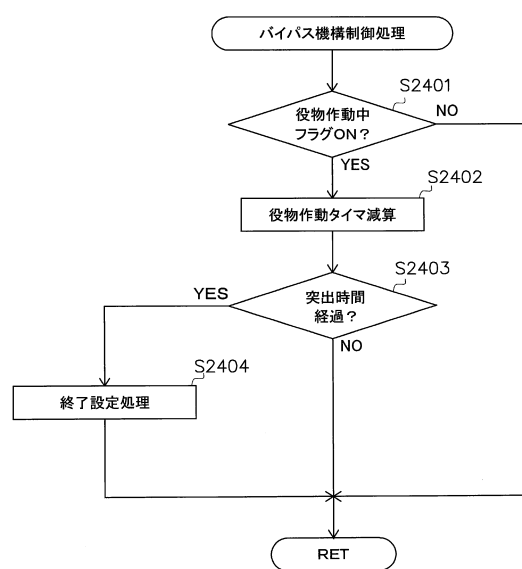 バイパス機構制御処理
S2401
役物作動中
フラグON?
NO
YES
S2402
役物作動タイマ減算
S2403
突出時間
経過?
YES
NO
S2404
終了設定処理
RET